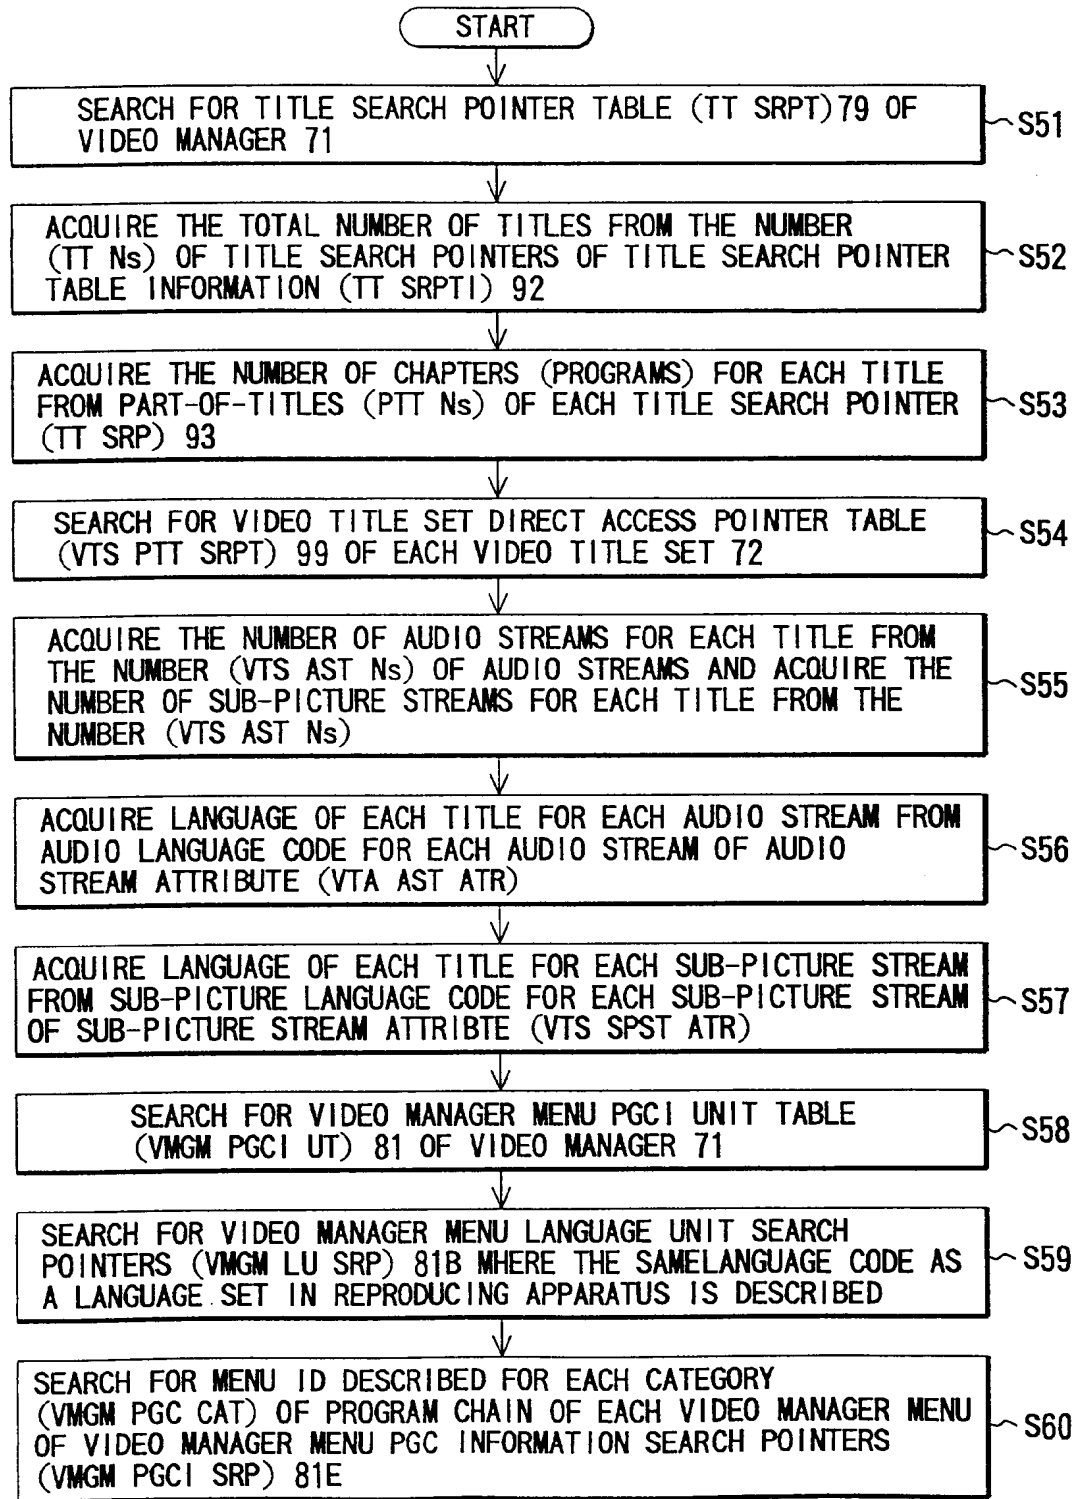 START
SEARCH FOR TITLE SEARCH POINTER TABLE (TT SRPT)79 OF
VIDEO MANAGER 71
S51
ACQUIRE THE TOTAL NUMBER OF TITLES FROM THE NUMBER
(TT Ns) OF TITLE SEARCH POINTERS OF TITLE SEARCH POINTER
TABLE INFORMATION (TT SRPTI) 92
S52
ACQUIRE THE NUMBER OF CHAPTERS (PROGRAMS) FOR EACH TITLE
FROM PART-OF-TITLES (PTT Ns) OF EACH TITLE SEARCH POINTER
(TT SRP) 93
S53
SEARCH FOR VIDEO TITLE SET DIRECT ACCESS POINTER TABLE
(VTS PTT SRPT) 99 OF EACH VIDEO TITLE SET 72
S54
ACQUIRE THE NUMBER OF AUDIO STREAMS FOR EACH TITLE FROM
THE NUMBER (VTS AST Ns) OF AUDIO STREAMS AND ACQUIRE THE
NUMBER OF SUB-PICTURE STREAMS FOR EACH TITLE FROM THE
NUMBER (VTS AST Ns)
S55
ACQUIRE LANGUAGE OF EACH TITLE FOR EACH AUDIO STREAM FROM
AUDIO LANGUAGE CODE FOR EACH AUDIO STREAM OF AUDIO
STREAM ATTRIBUTE (VTA AST ATR)
S56
ACQUIRE LANGUAGE OF EACH TITLE FOR EACH SUB-PICTURE STREAM
FROM SUB-PICTURE LANGUAGE CODE FOR EACH SUB-PICTURE STREAM
OF SUB-PICTURE STREAM ATTRIBTE (VTS SPST ATR)
S57
SEARCH FOR VIDEO MANAGER MENU PGCI UNIT TABLE
(VMGM PGCI UT) 81 OF VIDEO MANAGER 71
S58
SEARCH FOR VIDEO MANAGER MENU LANGUAGE UNIT SEARCH
POINTERS (VMGM LU SRP) 81B WHERE THE SAMELANGUAGE CODE AS
A LANGUAGE SET IN REPRODUCING APPARATUS IS DESCRIBED
S59
SEARCH FOR MENU ID DESCRIBED FOR EACH CATEGORY
(VMGM PGC CAT) OF PROGRAM CHAIN OF EACH VIDEO MANAGER MENU
OF VIDEO MANAGER MENU PGC INFORMATION SEARCH POINTERS
(VMGM PGCI SRP) 81E
S60